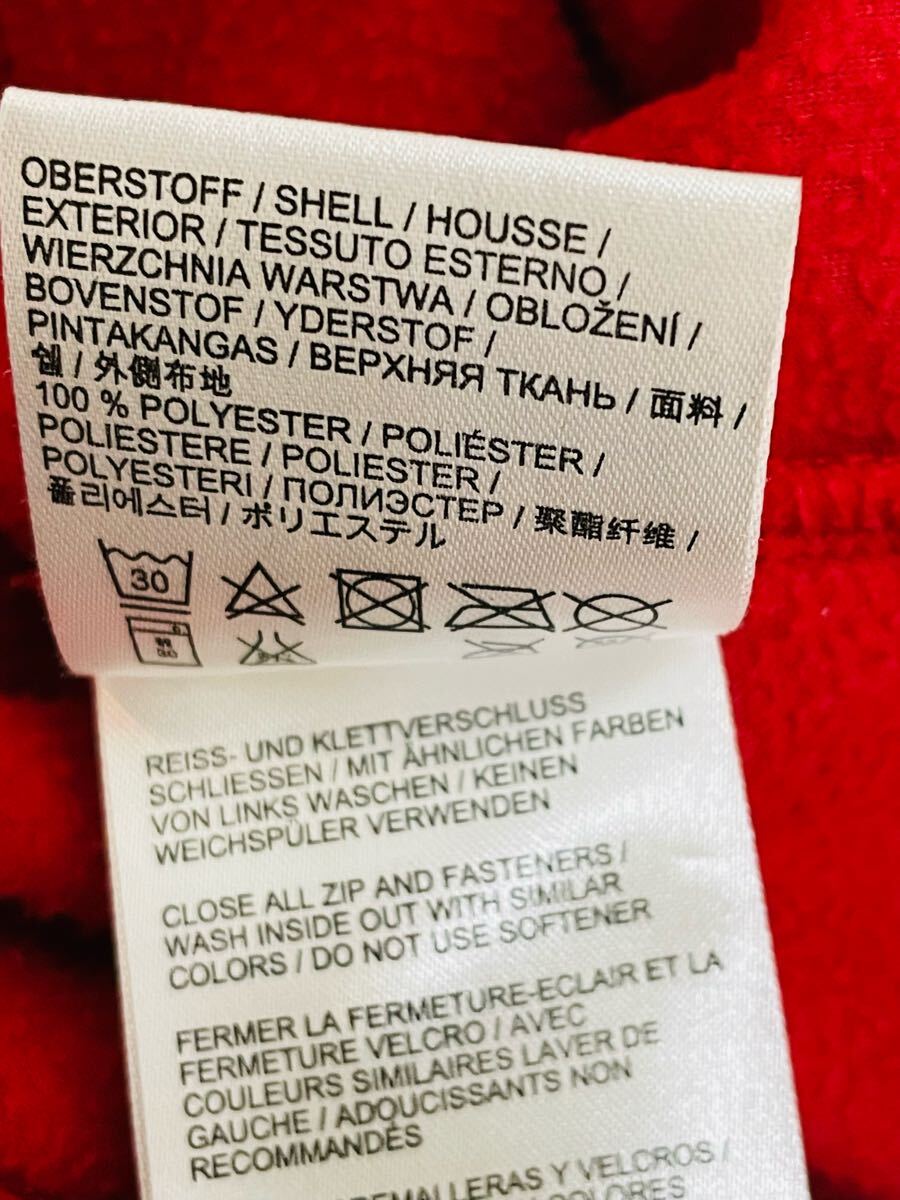 OBERSTOFF / SHELL / HOUSSE /
EXTERIOR / TESSUTO ESTERNO /
WIERZCHNIA WARSTWA / OBLOŽENÍ /
BOVENSTOF / YDERSTOF /
PINTAKANGAS / ВЕРХНЯЯ ТКАНЬ / 面料 /
쉘 / 外側布地
100 % POLYESTER / POLIÉSTER /
POLIESTERE / POLIESTER /
POLYESTERI / ПОЛИЭСТЕР / 聚酯纤维 /
폴리에스터 / ポリエステル
30
REISS- UND KLETTVERSCHLUSS
SCHLIESSEN / MIT ÄHNLICHEN FARBEN
VON LINKS WASCHEN / KEINEN
WEICHSPÜLER VERWENDEN
CLOSE ALL ZIP AND FASTENERS /
WASH INSIDE OUT WITH SIMILAR
COLORS / DO NOT USE SOFTENER
FERMER LA FERMETURE-ECLAIR ET LA
FERMETURE VELCRO / AVEC
COULEURS SIMILAIRES LAVER DE
GAUCHE / ADOUCISSANTS NON
RECOMMANDÉS
Y VELCROS /
COLORES